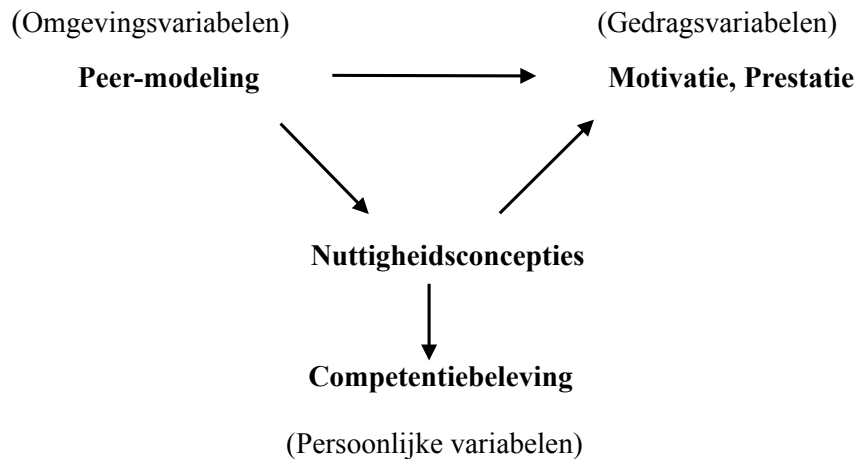 (Omgevingsvariabelen) (Gedragsvariabelen)
Peer-modeling Motivatie, Prestatie
Nuttigheidsconcepties
Competentiebeleving
(Persoonlijke variabelen)